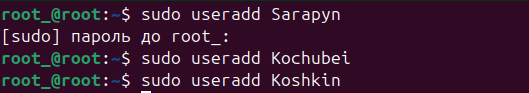 root_@root:~$ sudo useradd Sarapyn
[sudo] пароль до root_:
root_@root:~$ sudo useradd Kochubei
root_@root:~$ sudo useradd Koshkin